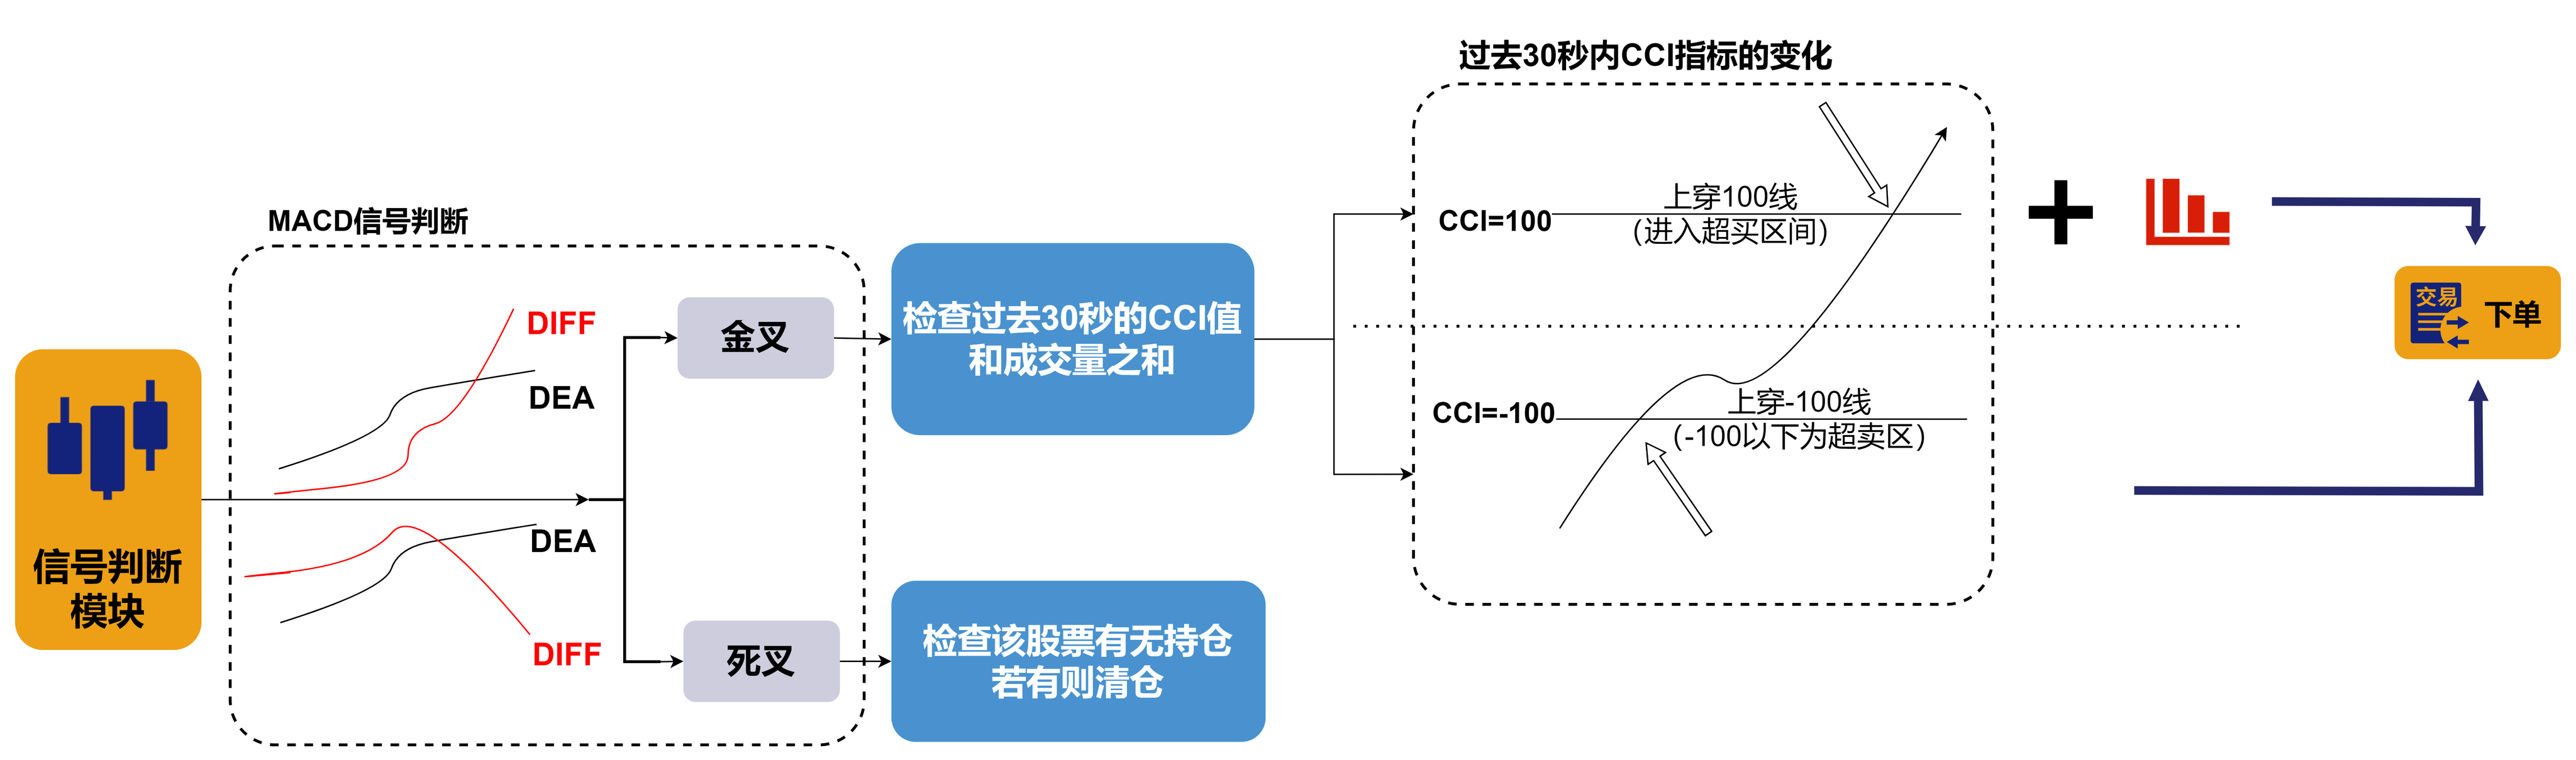 过去30秒内CCI指标的变化
MACD信号判断
DIFF
DEA
DEA
DIFF
信号判断
模块
金叉
死叉
检查过去30秒的CCI值
和成交量之和
检查该股票有无持仓
若有则清仓
CCI=100
上穿100线
(进入超买区间)
CCI=-100
上穿-100线
(-100以下为超卖区)
交易
下单